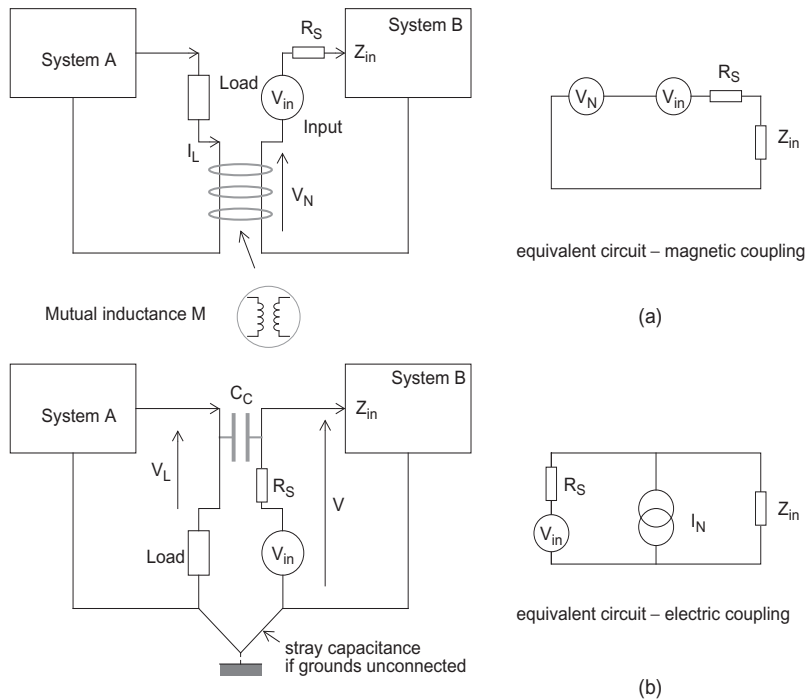 System A
Load
I_L
R_S
V_in
Input
V_N
Z_in
System B
Mutual inductance M
V_N
V_in
R_S
Z_in
equivalent circuit – magnetic coupling
(a)
System A
V_L
Load
C_C
R_S
V_in
V
Z_in
System B
stray capacitance
if grounds unconnected
R_S
V_in
I_N
Z_in
equivalent circuit – electric coupling
(b)